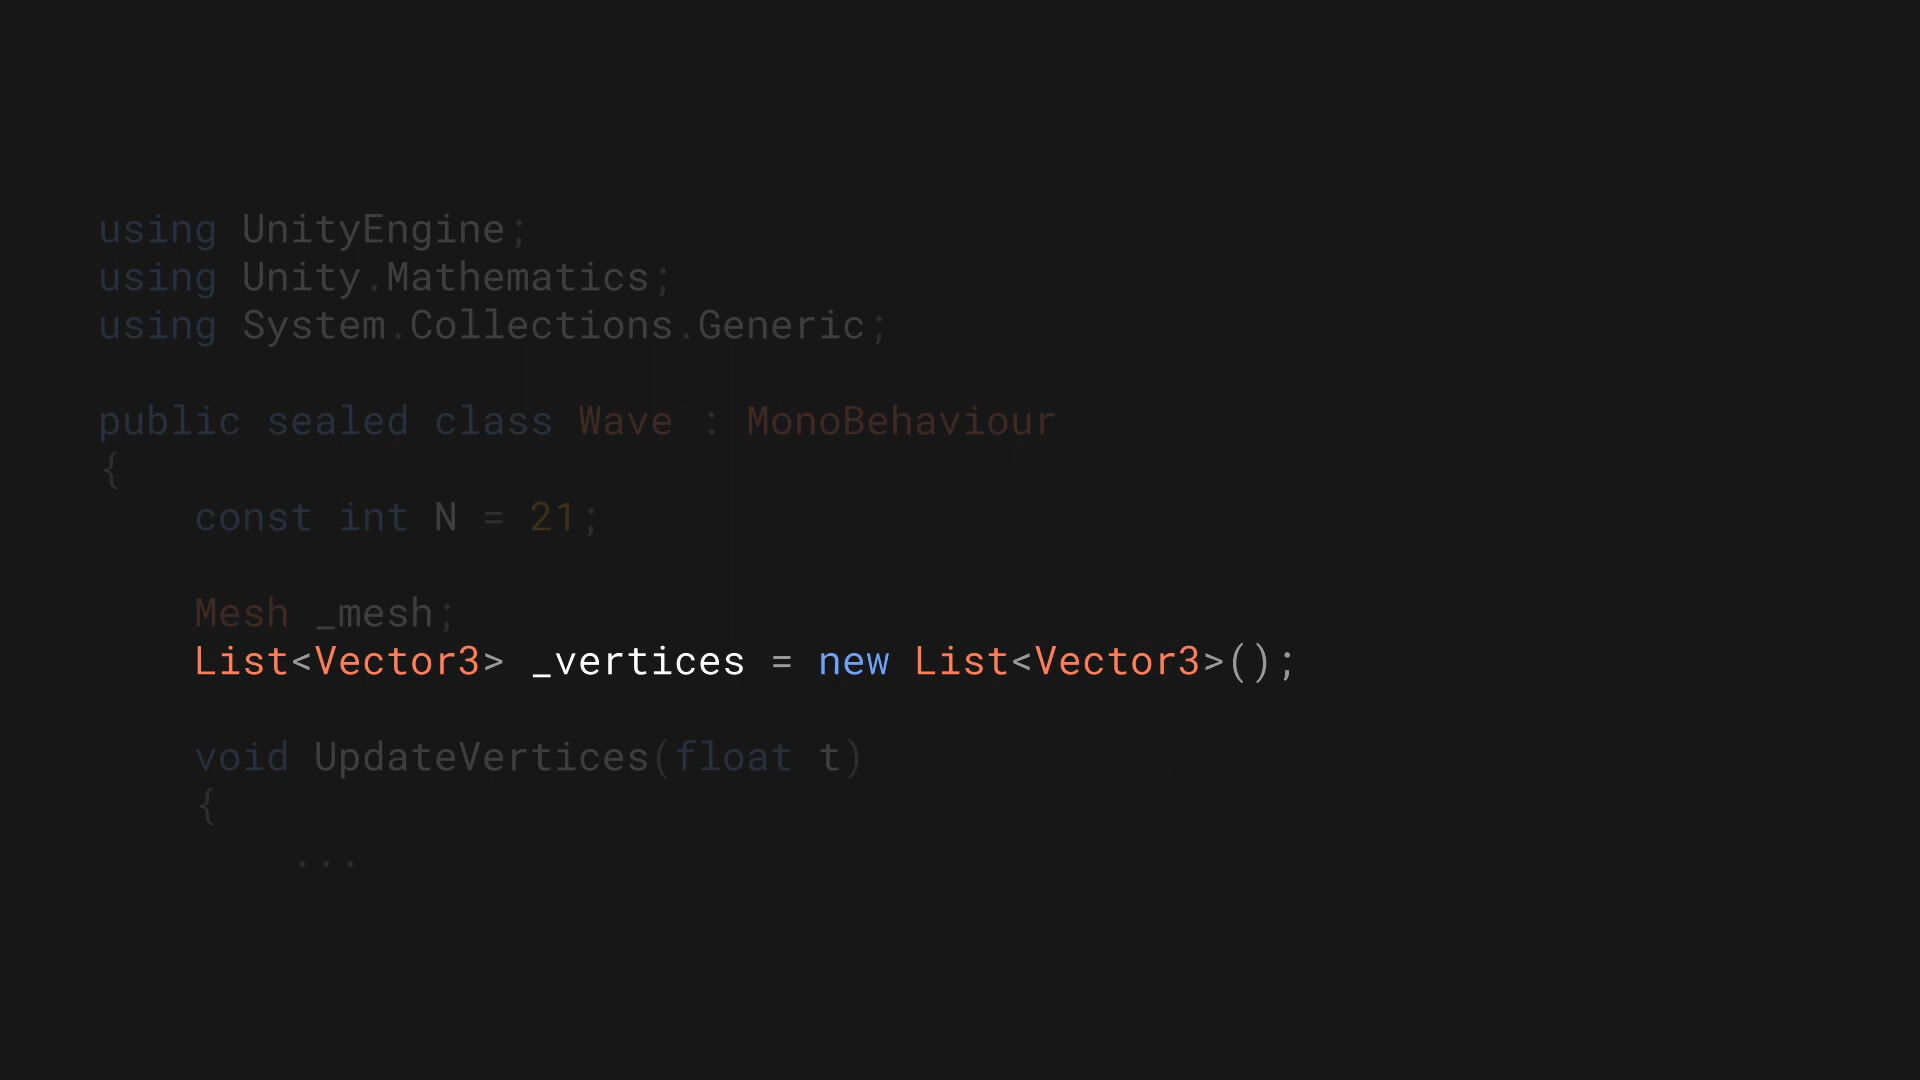 using UnityEngine;
using Unity.Mathematics;
using System.Collections.Generic;
public sealed class Wave : MonoBehaviour
{
const int N = 21;
Mesh _mesh;
List<Vector3> _vertices = new List<Vector3>();
void UpdateVertices(float t)
{
...